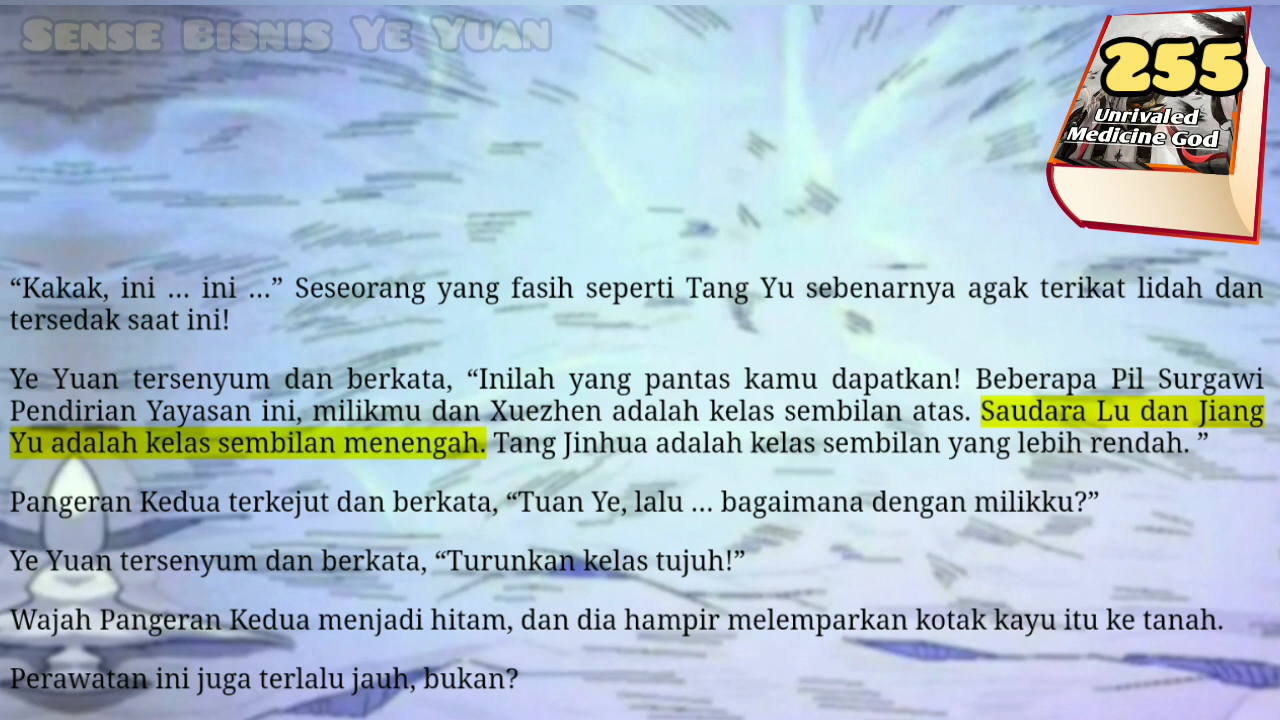 Sense Bisnis Ye Yuan
255
Unrivaled
Medicine God
“Kakak, ini … ini …” Seseorang yang fasih seperti Tang Yu sebenarnya agak terikat lidah dan
tersedak saat ini!
Ye Yuan tersenyum dan berkata, “Inilah yang pantas kamu dapatkan! Beberapa Pil Surgawi
Pendirian Yayasan ini, milikmu dan Xuezhen adalah kelas sembilan atas. Saudara Lu dan Jiang
Yu adalah kelas sembilan menengah. Tang Jinhua adalah kelas sembilan yang lebih rendah. ”
Pangeran Kedua terkejut dan berkata, “Tuan Ye, lalu … bagaimana dengan milikku?”
Ye Yuan tersenyum dan berkata, “Turunkan kelas tujuh!”
Wajah Pangeran Kedua menjadi hitam, dan dia hampir melemparkan kotak kayu itu ke tanah.
Perawatan ini juga terlalu jauh, bukan?